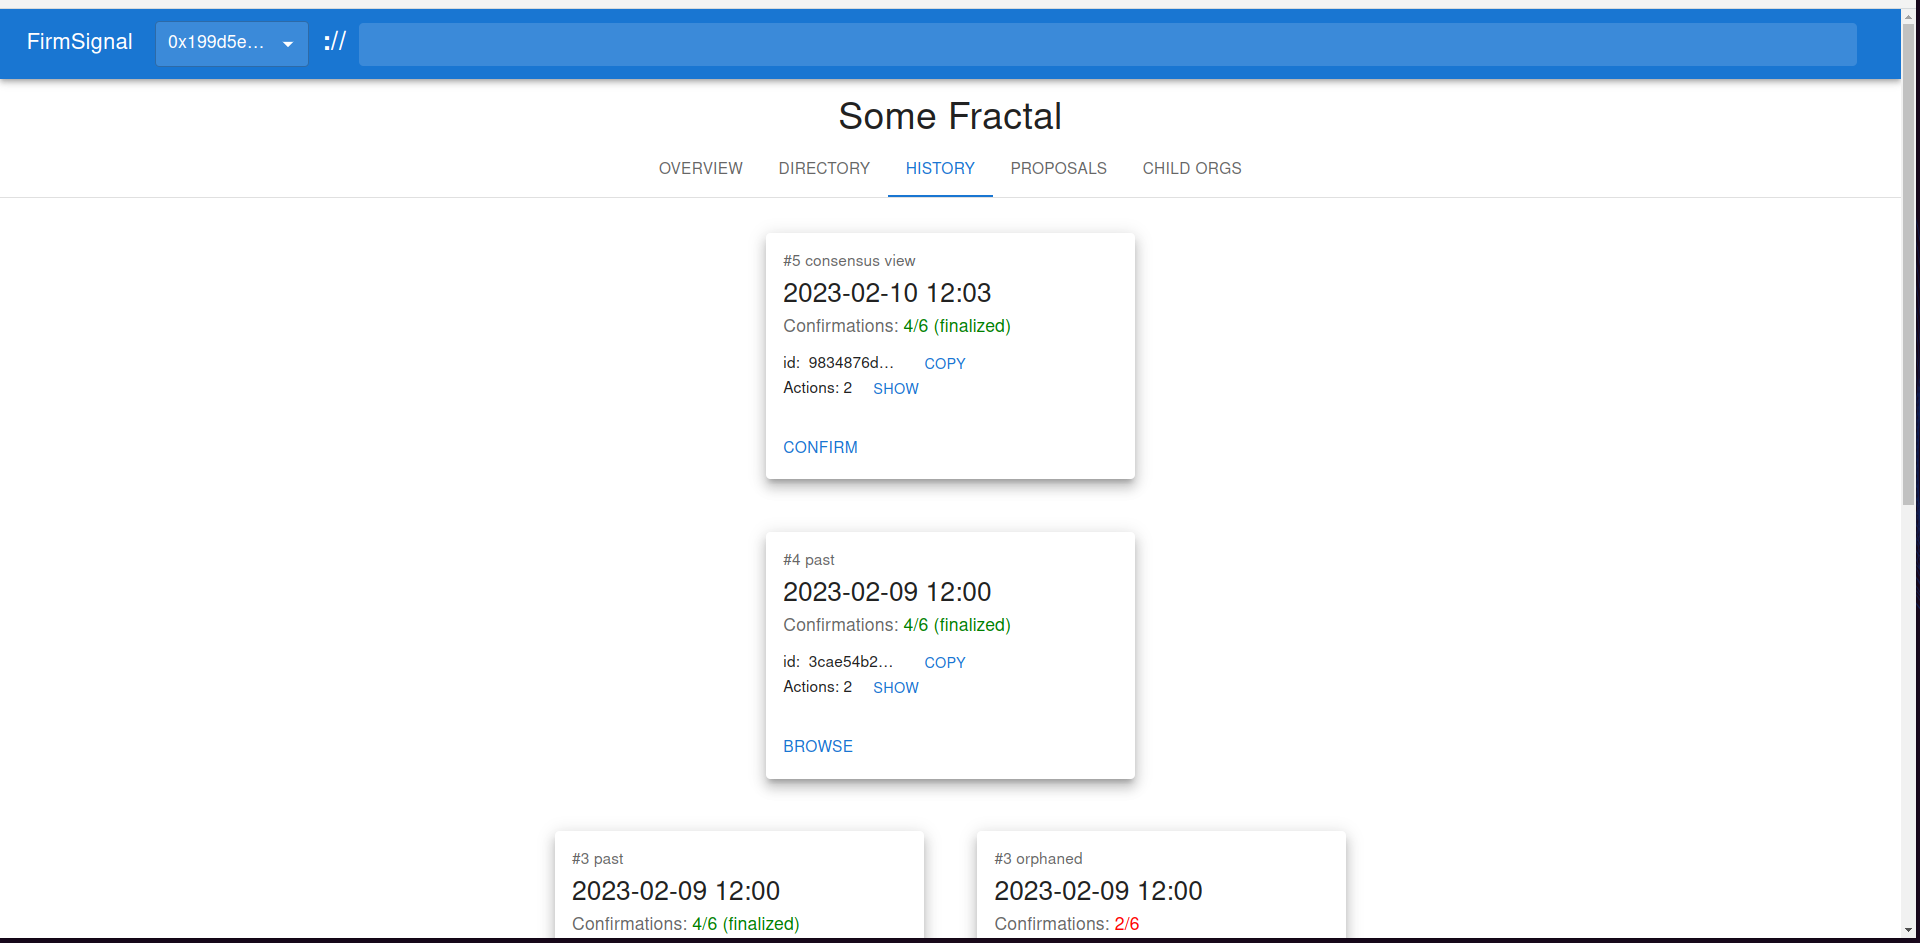 FirmSignal 0x199d5e... ://
Some Fractal
OVERVIEW DIRECTORY HISTORY PROPOSALS CHILD ORGS
#5 consensus view
2023-02-10 12:03
Confirmations: 4/6 (finalized)
id: 9834876d... COPY
Actions: 2 SHOW
CONFIRM
#4 past
2023-02-09 12:00
Confirmations: 4/6 (finalized)
id: 3cae54b2... COPY
Actions: 2 SHOW
BROWSE
#3 past
2023-02-09 12:00
Confirmations: 4/6 (finalized)
#3 orphaned
2023-02-09 12:00
Confirmations: 2/6